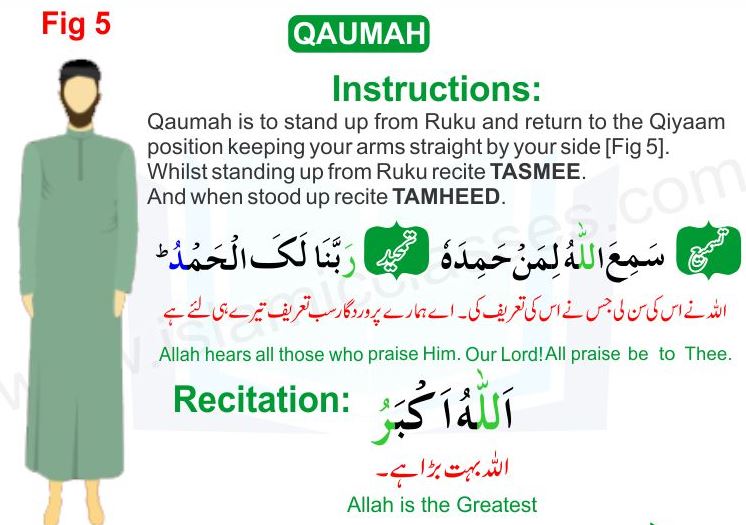 Fig 5
QAUMAH
Instructions:
Qaumah is to stand up from Ruku and return to the Qiyaam
position keeping your arms straight by your side [Fig 5].
Whilst standing up from Ruku recite TASMEE.
And when stood up recite TAMHEED.
تسمیع سَمِعَ اللّٰهُ لِمَنْ حَمِدَهٗ تحمید رَبَّنَا لَکَ الْحَمْدُ ؕ
اللہ نے اس کی سن لی جس نے اس کی تعریف کی۔ اے ہمارے پروردگار سب تعریف تیرے ہی لئے ہے
Allah hears all those who praise Him. Our Lord! All praise be to Thee.
Recitation: اَللّٰهُ اَکْبَرُ
اللہ بہت بڑا ہے۔
Allah is the Greatest
www.islamicclasses.com